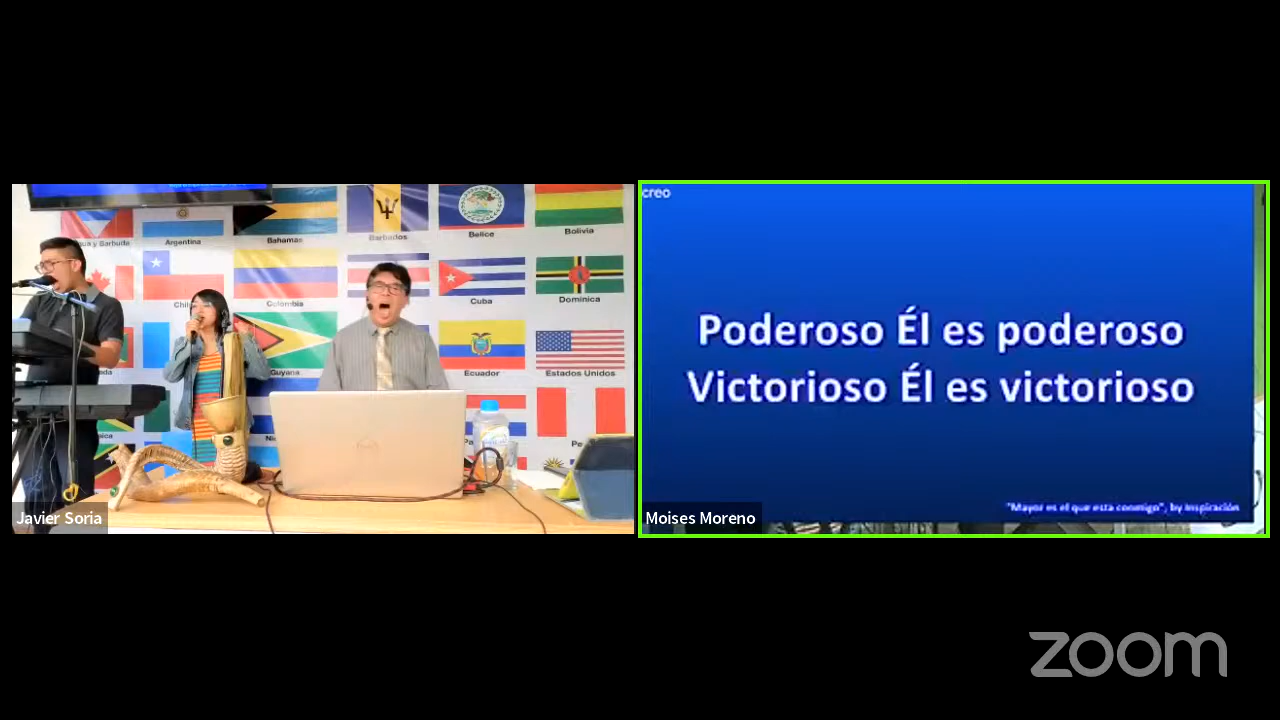 Argentina
Bahamas
Barbados
Belice
Bolivia
Colombia
Cuba
Dominica
Guyana
Ecuador
Estados Unidos
Javier Soria
creo
Poderoso Él es poderoso
Victorioso Él es victorioso
"Mayor es el que esta conmigo", by Inspiración
Moises Moreno
zoom